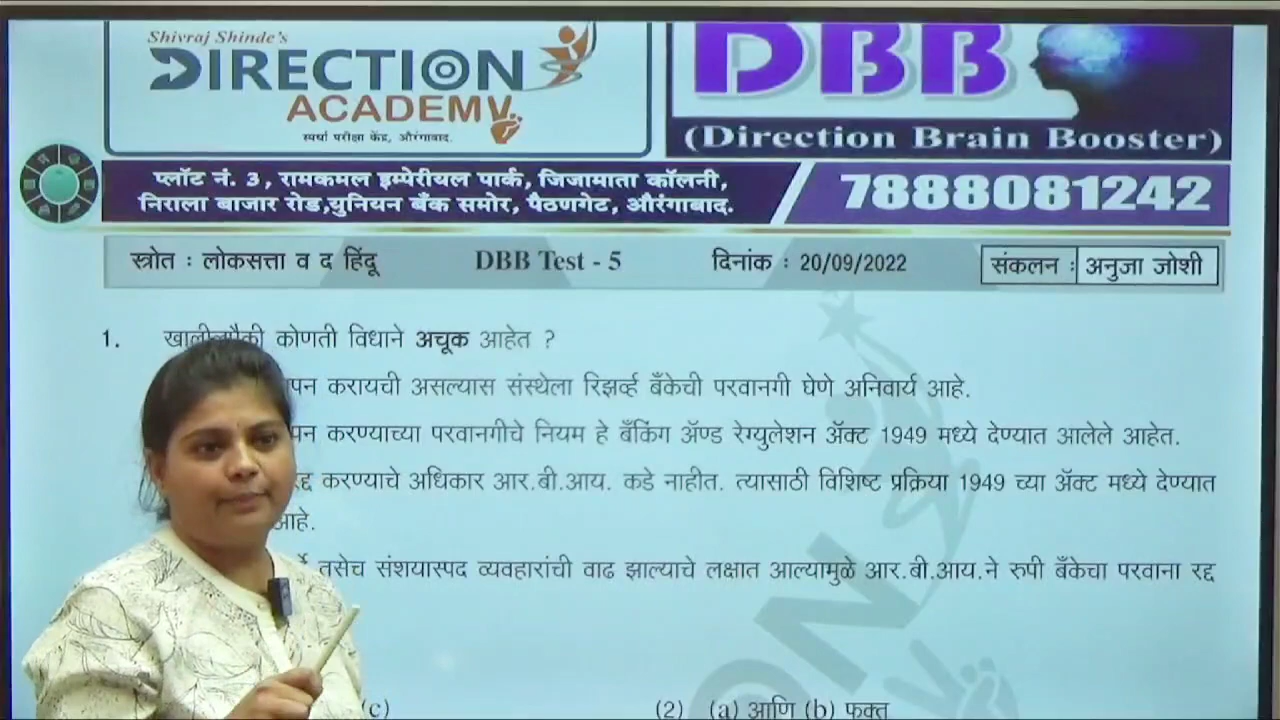 Shivraj Shinde's
DIRECTION
ACADEMY
स्पर्धा परीक्षा केंद्र, औरंगाबाद.
DBB
(Direction Brain Booster)
प्लॉट नं. 3, रामकमल इम्पेरीयल पार्क, जिजामाता कॉलनी,
निराला बाजार रोड,युनियन बँक समोर, पैठणगेट, औरंगाबाद.
7888081242
स्त्रोत : लोकसत्ता व द हिंदू DBB Test - 5 दिनांक : 20/09/2022 संकलन : अनुजा जोशी
1. खालीलपैकी कोणती विधाने अचूक आहेत ?
पन करायची असल्यास संस्थेला रिझर्व्ह बँकेची परवानगी घेणे अनिवार्य आहे.
पन करण्याच्या परवानगीचे नियम हे बँकिंग ॲण्ड रेग्युलेशन ॲक्ट 1949 मध्ये देण्यात आलेले आहेत.
रद्द करण्याचे अधिकार आर.बी.आय. कडे नाहीत. त्यासाठी विशिष्ट प्रक्रिया 1949 च्या ॲक्ट मध्ये देण्यात
आहे.
तसेच संशयास्पद व्यवहारांची वाढ झाल्याचे लक्षात आल्यामुळे आर.बी.आय.ने रुपी बँकेचा परवाना रद्द
(c) (2) (a) आणि (b) फक्त